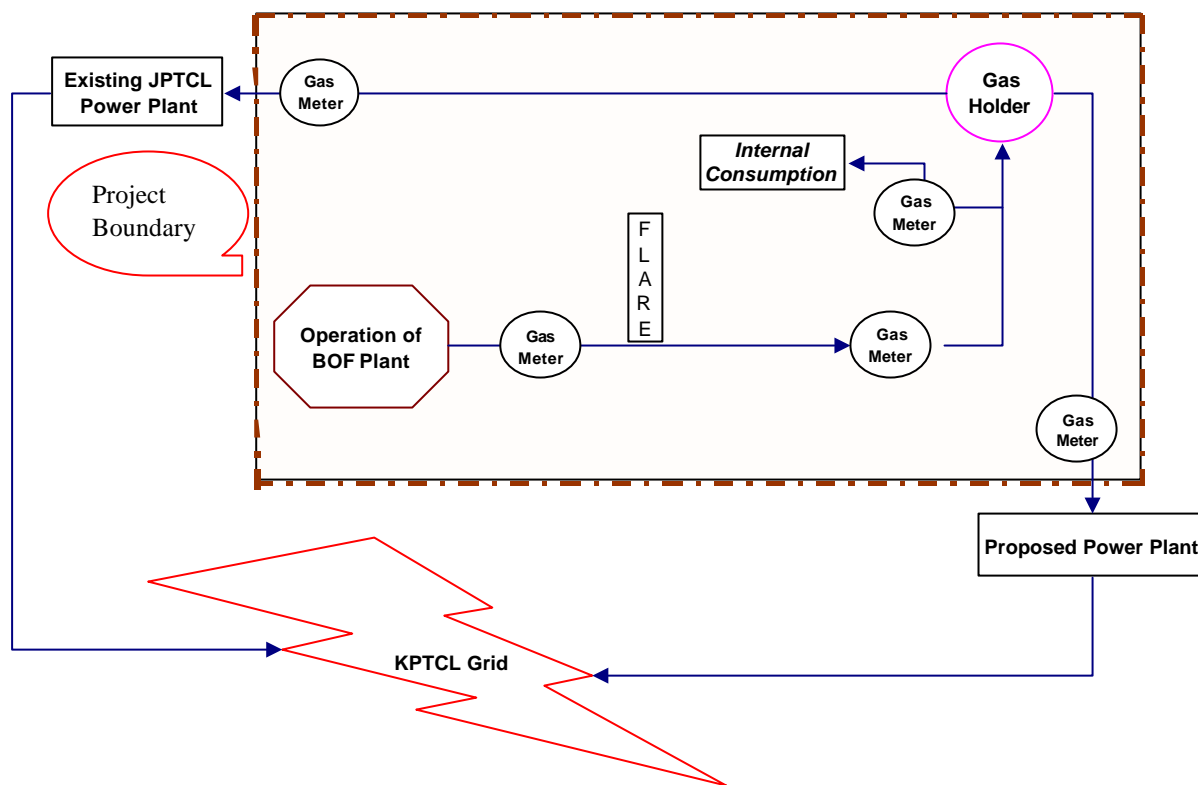 Existing JPTCL
Power Plant
Gas
Meter
Gas
Holder
Internal
Consumption
Project
Boundary
Gas
Meter
F
L
A
R
E
Operation of
BOF Plant
Gas
Meter
Gas
Meter
Gas
Meter
Proposed Power Plant
KPTCL Grid